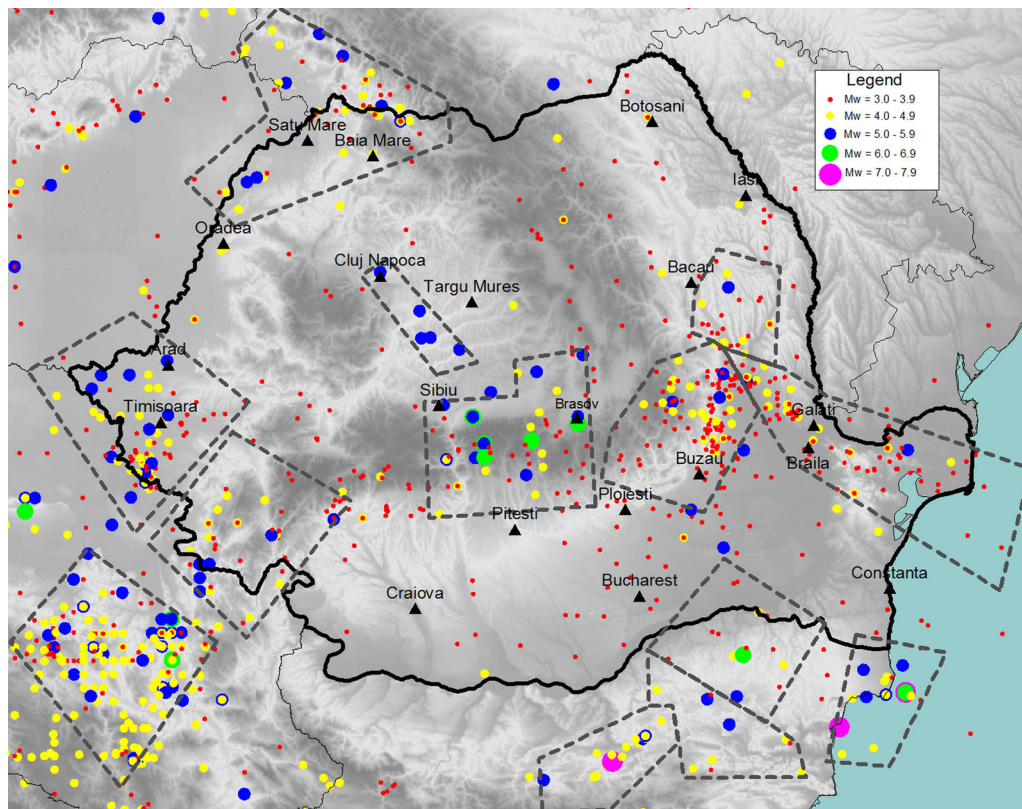 Legend
Mw = 3.0 - 3.9
Mw = 4.0 - 4.9
Mw = 5.0 - 5.9
Mw = 6.0 - 6.9
Mw = 7.0 - 7.9
Botosani
Satu Mare
Baia Mare
Iasi
Oradea
Cluj Napoca
Bacau
Targu Mures
Arad
Sibiu
Timisoara
Brasov
Galati
Braila
Buzau
Ploiesti
Pitesti
Constanta
Bucharest
Craiova